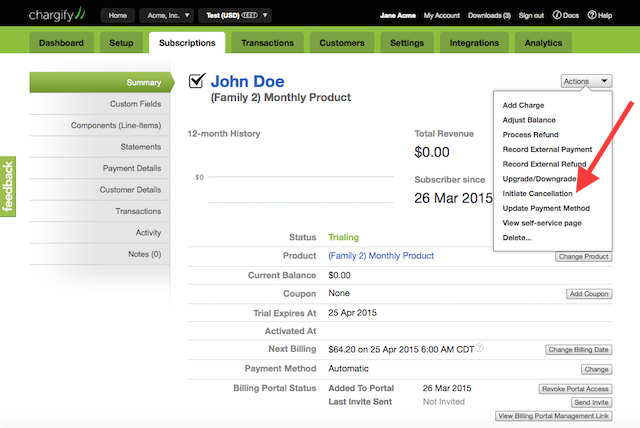 chargify Home Acme, Inc. Test (USD) TEST Jane Acme My Account Downloads (3) Sign out Docs Help
Dashboard Setup Subscriptions Transactions Customers Settings Integrations Analytics
Summary
Custom Fields
Components (Line-Items)
Statements
Payment Details
Customer Details
Transactions
Activity
Notes (0)
feedback
John Doe
(Family 2) Monthly Product
Actions
Add Charge
Adjust Balance
Process Refund
Record External Payment
Record External Refund
Upgrade/Downgrade
Initiate Cancellation
Update Payment Method
View self-service page
Delete...
12-month History
$0
Total Revenue
$0.00
Subscriber since
26 Mar 2015
Status Trialing
Product (Family 2) Monthly Product Change Product
Current Balance $0.00
Coupon None Add Coupon
Trial Expires At 25 Apr 2015
Activated At
Next Billing $64.20 on 25 Apr 2015 6:00 AM CDT Change Billing Date
Payment Method Automatic Change
Billing Portal Status Added To Portal 26 Mar 2015 Revoke Portal Access
Last Invite Sent Not Invited Send Invite
View Billing Portal Management Link